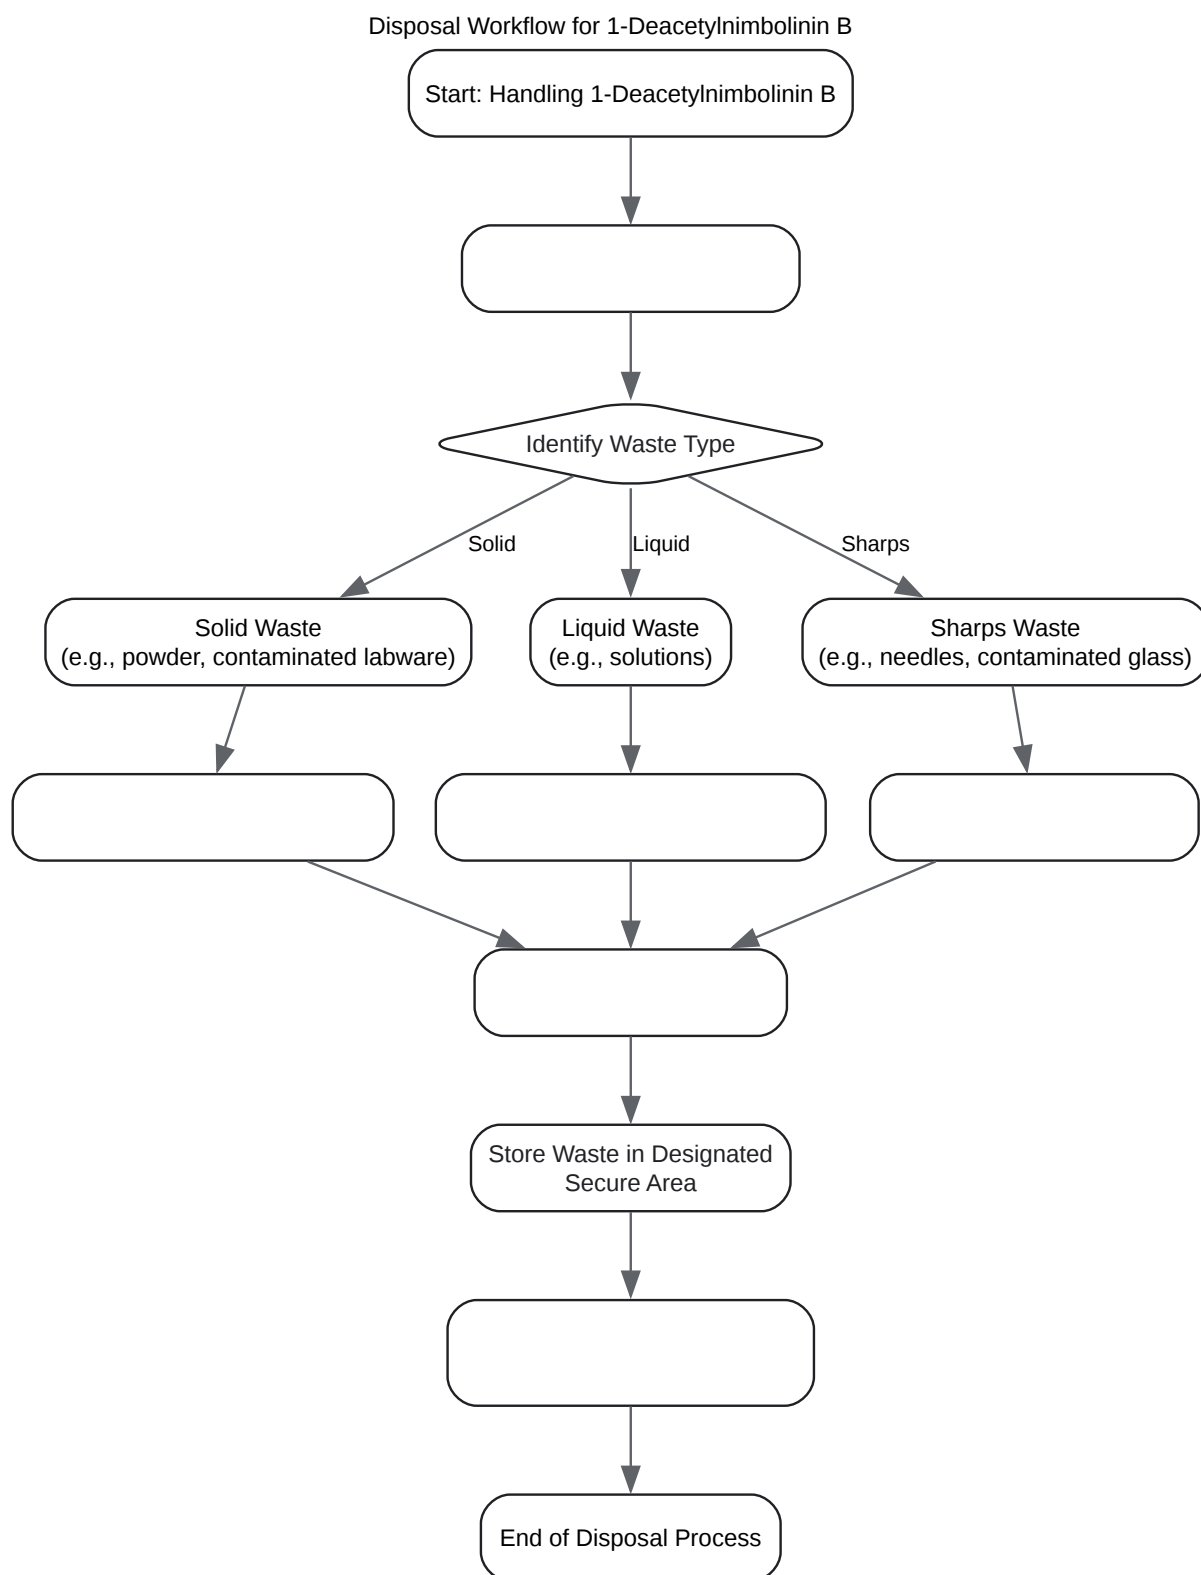 Disposal Workflow for 1-Deacetylnimbolinin B
Start: Handling 1-Deacetylnimbolinin B
Identify Waste Type
Solid
Liquid
Sharps
Solid Waste
(e.g., powder, contaminated labware)
Liquid Waste
(e.g., solutions)
Sharps Waste
(e.g., needles, contaminated glass)
Store Waste in Designated
Secure Area
End of Disposal Process